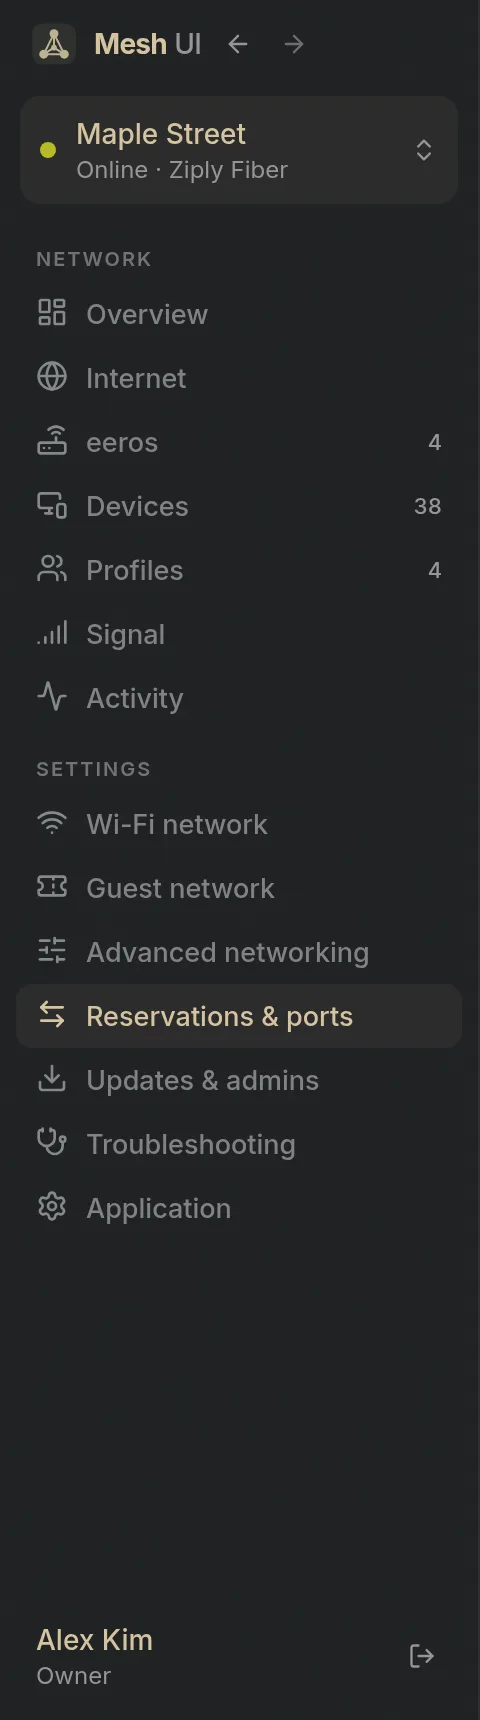 Mesh UI
Maple Street
Online · Ziply Fiber
NETWORK
Overview
Internet
eeros 4
Devices 38
Profiles 4
Signal
Activity
SETTINGS
Wi-Fi network
Guest network
Advanced networking
Reservations & ports
Updates & admins
Troubleshooting
Application
Alex Kim
Owner